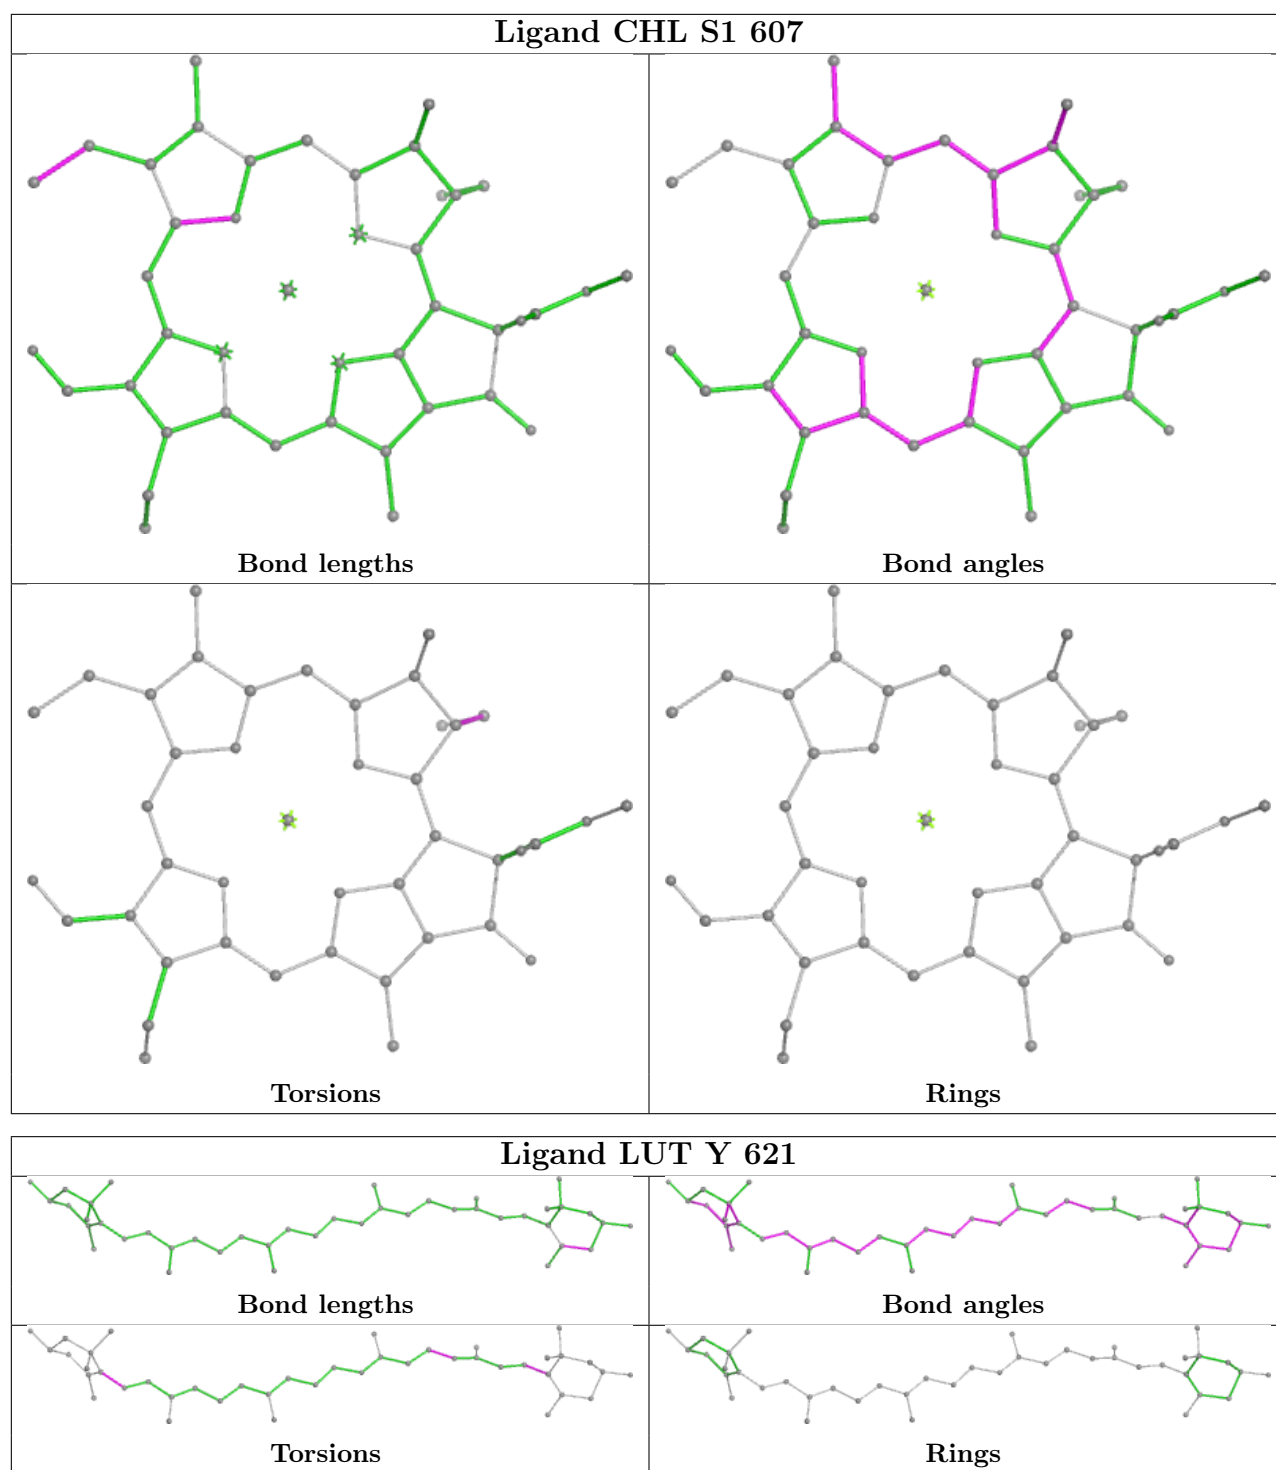 Ligand CHL S1 607
Bond lengths
Bond angles
Torsions
Rings
Ligand LUT Y 621
Bond lengths
Bond angles
Torsions
Rings